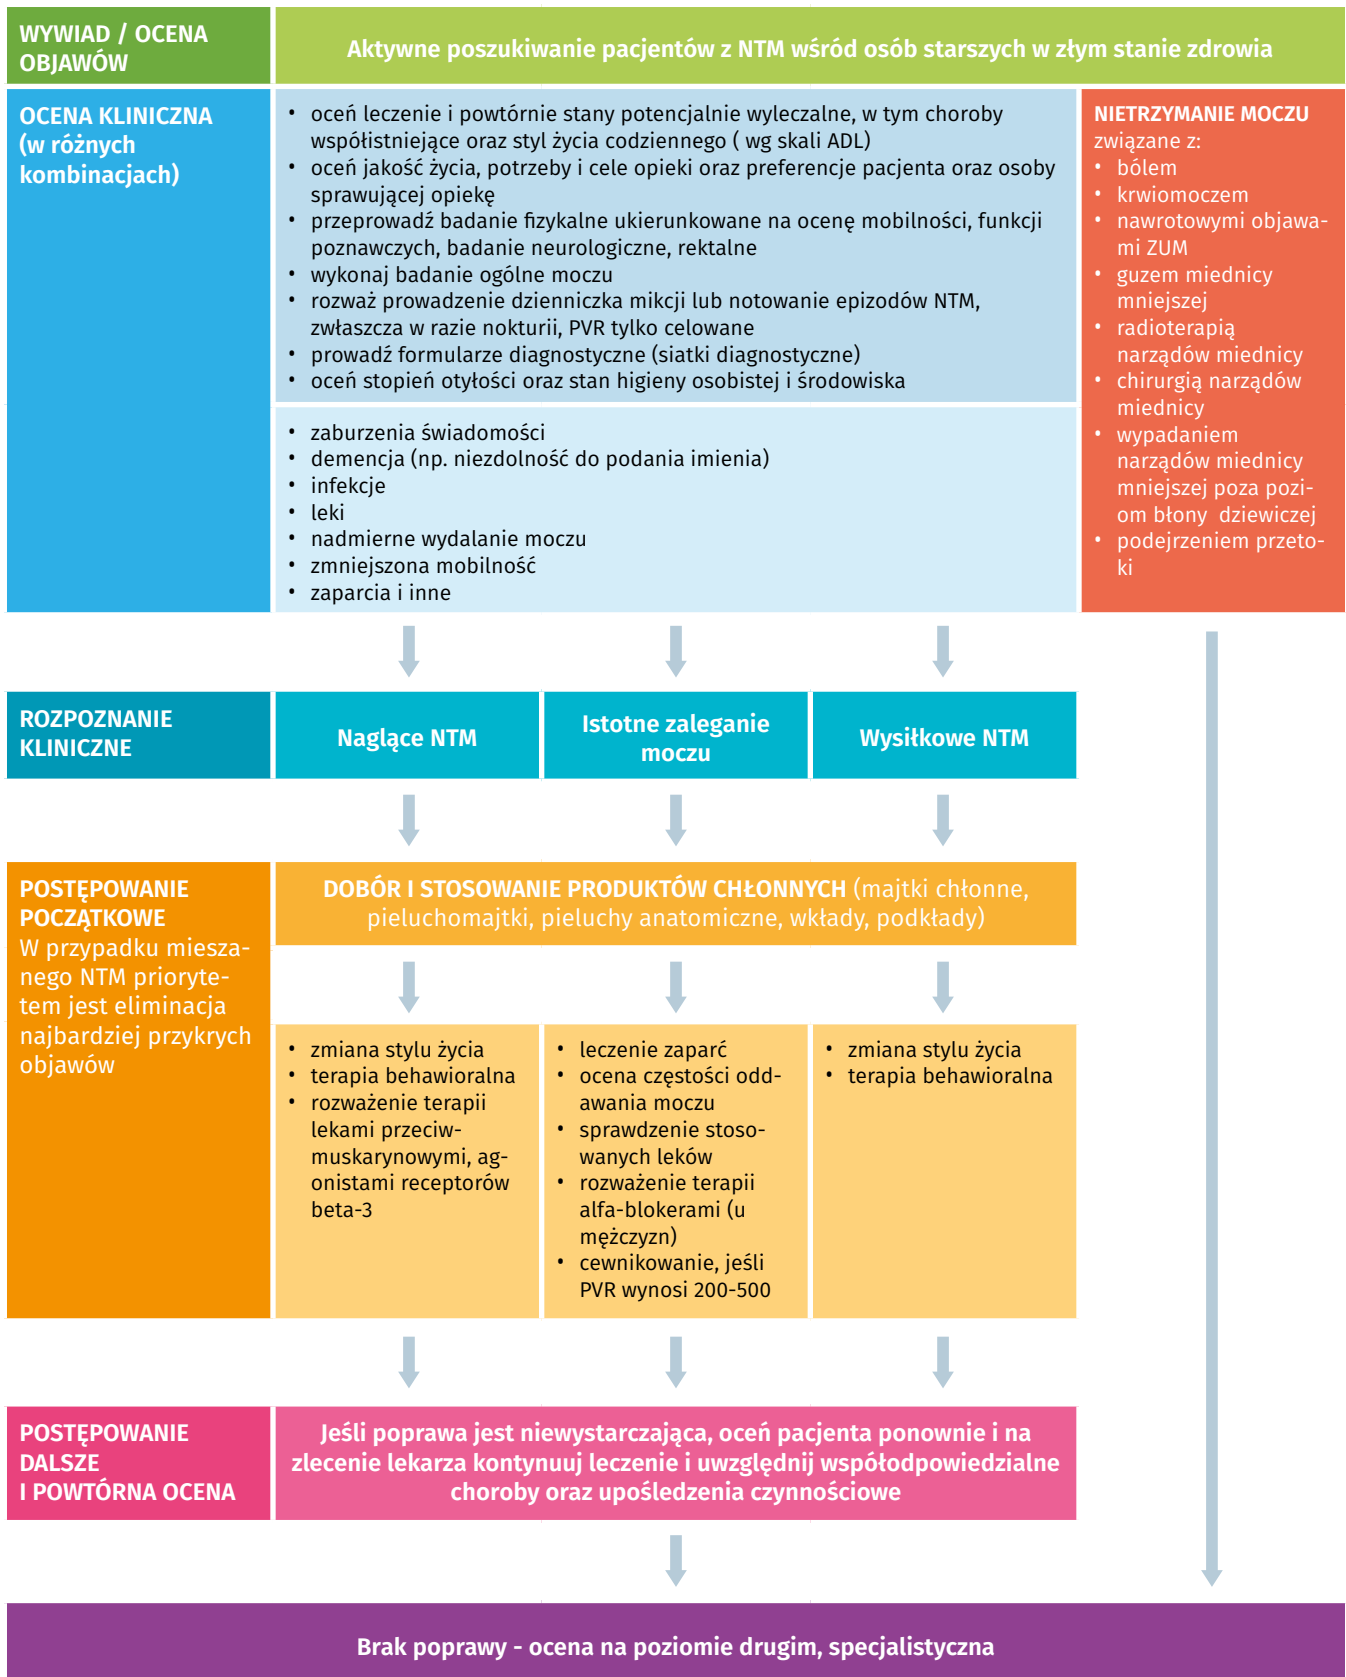 WYWIAD / OCENA
OBJAWÓW
Aktywne poszukiwanie pacjentów z NTM wśród osób starszych w złym stanie zdrowia
OCENA KLINICZNA
(w różnych
kombinacjach)
• oceń leczenie i powtórnie stany potencjalnie wyleczalne, w tym choroby
współistniejące oraz styl życia codziennego ( wg skali ADL)
• oceń jakość życia, potrzeby i cele opieki oraz preferencje pacjenta oraz osoby
sprawującej opiekę
• przeprowadź badanie fizykalne ukierunkowane na ocenę mobilności, funkcji
poznawczych, badanie neurologiczne, rektalne
• wykonaj badanie ogólne moczu
• rozważ prowadzenie dzienniczka mikcji lub notowanie epizodów NTM,
zwłaszcza w razie nokturii, PVR tylko celowane
• prowadź formularze diagnostyczne (siatki diagnostyczne)
• oceń stopień otyłości oraz stan higieny osobistej i środowiska
• zaburzenia świadomości
• demencja (np. niezdolność do podania imienia)
• infekcje
• leki
• nadmierne wydalanie moczu
• zmniejszona mobilność
• zaparcia i inne
NIETRZYMANIE MOCZU
związane z:
• bólem
• krwiomoczem
• nawrotowymi objawa-
mi ZUM
• guzem miednicy
mniejszej
• radioterapią
narządów miednicy
• chirurgią narządów
miednicy
• wypadaniem
narządów miednicy
mniejszej poza pozi-
om błony dziewiczej
• podejrzeniem przeto-
ki
ROZPOZNANIE
KLINICZNE
Naglące NTM
Istotne zaleganie
moczu
Wysiłkowe NTM
POSTĘPOWANIE
POCZĄTKOWE
W przypadku miesza-
nego NTM prioryte-
tem jest eliminacja
najbardziej przykrych
objawów
DOBÓR I STOSOWANIE PRODUKTÓW CHŁONNYCH (majtki chłonne,
pieluchomajtki, pieluchy anatomiczne, wkłady, podkłady)
• zmiana stylu życia
• terapia behawioralna
• rozważenie terapii
lekami przeciw-
muskarynowymi, ag-
onistami receptorów
beta-3
• leczenie zaparć
• ocena częstości odd-
awania moczu
• sprawdzenie stoso-
wanych leków
• rozważenie terapii
alfa-blokerami (u
mężczyzn)
• cewnikowanie, jeśli
PVR wynosi 200-500
• zmiana stylu życia
• terapia behawioralna
POSTĘPOWANIE
DALSZE
I POWTÓRNA OCENA
Jeśli poprawa jest niewystarczająca, oceń pacjenta ponownie i na
zlecenie lekarza kontynuuj leczenie i uwzględnij współodpowiedzialne
choroby oraz upośledzenia czynnościowe
Brak poprawy - ocena na poziomie drugim, specjalistyczna